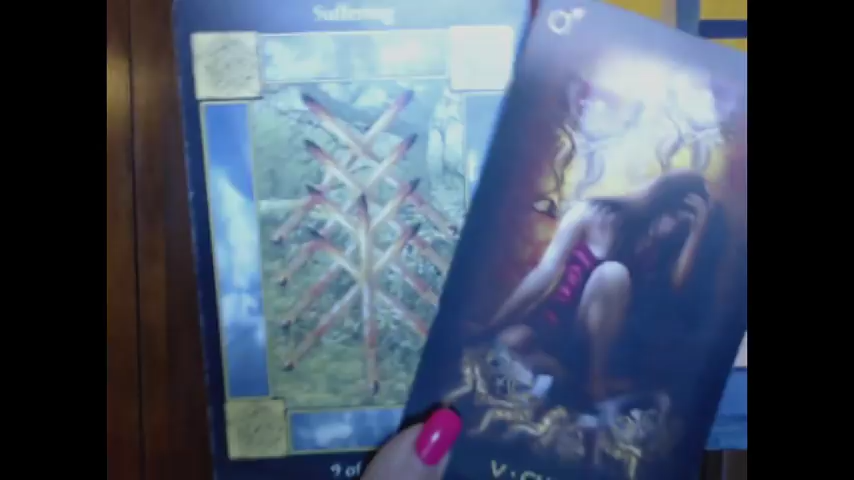 Suffering
9 of
V